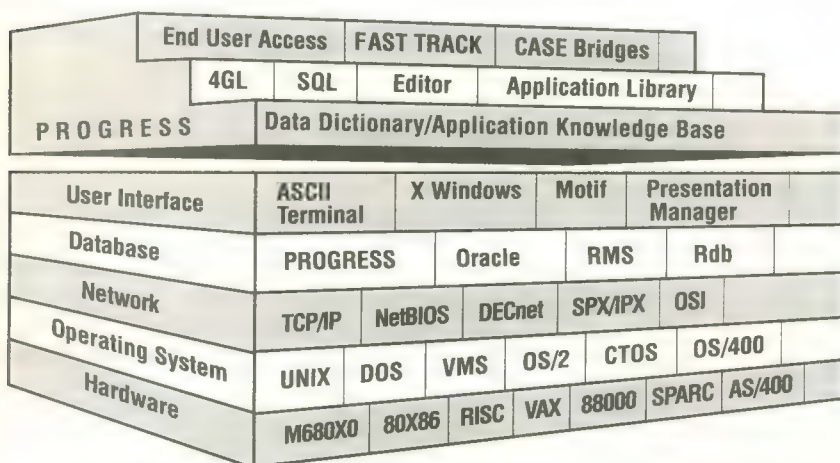 End User Access FAST TRACK CASE Bridges
4GL SQL Editor Application Library
PROGRESS Data Dictionary/Application Knowledge Base
User Interface ASCII Terminal X Windows Motif Presentation Manager
Database PROGRESS Oracle RMS Rdb
Network TCP/IP NetBIOS DECnet SPX/IPX OSI
Operating System UNIX DOS VMS OS/2 CTOS OS/400
Hardware M680X0 80X86 RISC VAX 88000 SPARC AS/400